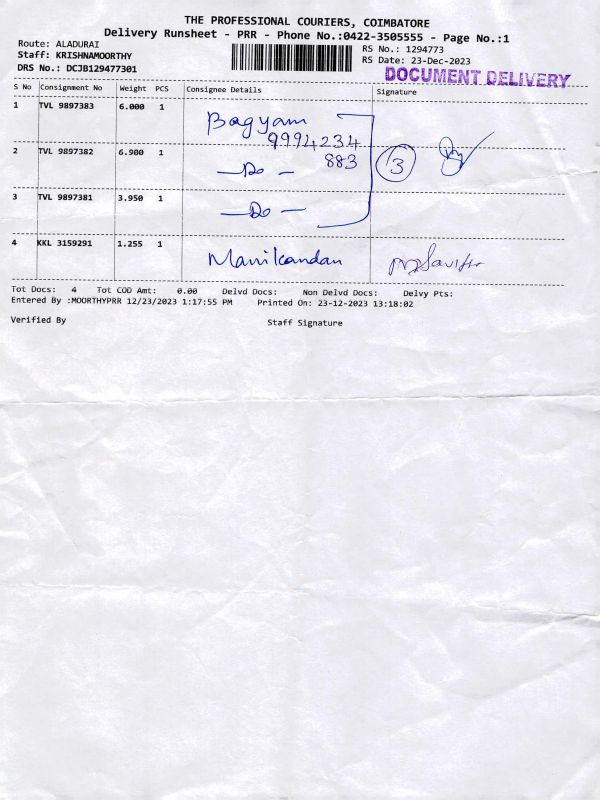 THE PROFESSIONAL COURIERS, COIMBATORE
Delivery Runsheet - PRR - Phone No.:0422-3505555 - Page No.:1
Route: ALADURAI
Staff: KRISHNAMOORTHY
DRS No.: DCJB129477301
RS No.: 1294773
RS Date: 23-Dec-2023
DOCUMENT DELIVERY
S No Consignment No Weight PCS Consignee Details Signature
1 TVL 9897383 6.000 1 Bagyam
9994234
883
2 TVL 9897382 6.900 1 -Do- 3
3 TVL 9897381 3.950 1 -Do-
4 KKL 3159291 1.255 1 Manikandan
Tot Docs: 4 Tot COD Amt: 0.00 Delvd Docs: Non Delvd Docs: Delvy Pts:
Entered By :MOORTHYPRR 12/23/2023 1:17:55 PM Printed On: 23-12-2023 13:18:02
Verified By Staff Signature